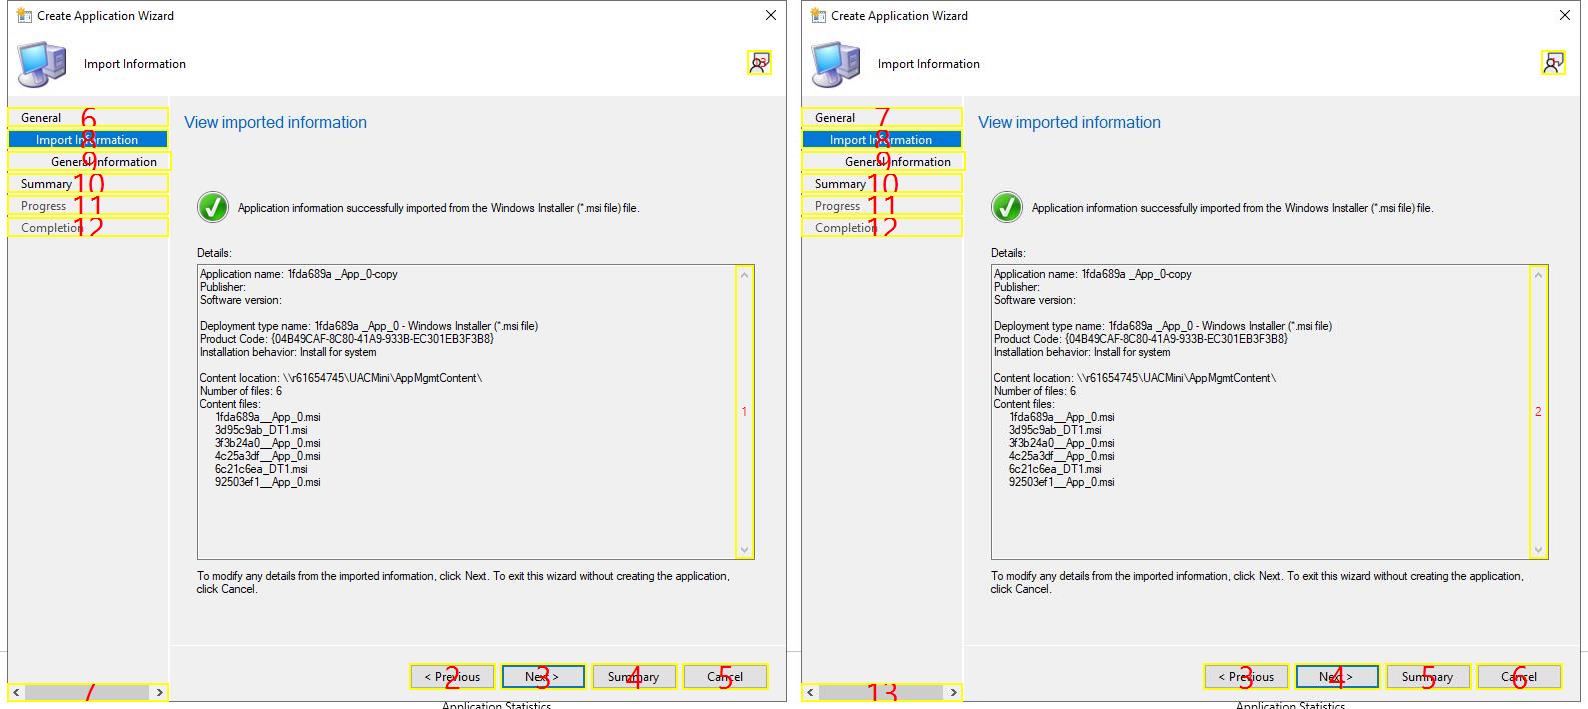 Create Application Wizard
Import Information
13
General 6
Import Information 8
General Information 9
Summary 10
Progress 11
Completion 12
View imported information
Application information successfully imported from the Windows Installer (*.msi file) file.
Details:
Application name: 1fda689a _App_0-copy
Publisher:
Software version:
Deployment type name: 1fda689a _App_0 - Windows Installer (*.msi file)
Product Code: {04B49CAF-8C80-41A9-933B-EC301EB3F3B8}
Installation behavior: Install for system
Content location: \\r61654745\UACMini\AppMgmtContent\
Number of files: 6
Content files:
1fda689a__App_0.msi
3d95c9ab_DT1.msi
3f3b24a0__App_0.msi
4c25a3df__App_0.msi
6c21c6ea_DT1.msi
92503ef1__App_0.msi
1
To modify any details from the imported information, click Next. To exit this wizard without creating the application,
click Cancel.
< Previous 2
Next > 3
Summary 4
Cancel 5
7
Application Statistics
Create Application Wizard
Import Information
1
General 7
Import Information 8
General Information 9
Summary 10
Progress 11
Completion 12
View imported information
Application information successfully imported from the Windows Installer (*.msi file) file.
Details:
Application name: 1fda689a _App_0-copy
Publisher:
Software version:
Deployment type name: 1fda689a _App_0 - Windows Installer (*.msi file)
Product Code: {04B49CAF-8C80-41A9-933B-EC301EB3F3B8}
Installation behavior: Install for system
Content location: \\r61654745\UACMini\AppMgmtContent\
Number of files: 6
Content files:
1fda689a__App_0.msi
3d95c9ab_DT1.msi
3f3b24a0__App_0.msi
4c25a3df__App_0.msi
6c21c6ea_DT1.msi
92503ef1__App_0.msi
2
To modify any details from the imported information, click Next. To exit this wizard without creating the application,
click Cancel.
< Previous 3
Next > 4
Summary 5
Cancel 6
13
Application Statistics